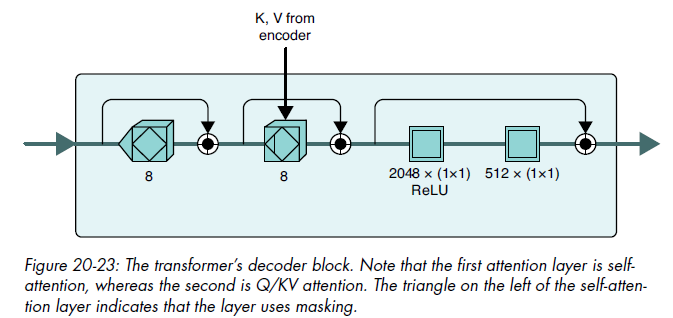 K, V from
encoder
8
8
2048 × (1×1)
ReLU
512 × (1×1)
Figure 20-23: The transformer’s decoder block. Note that the first attention layer is self-
attention, whereas the second is Q/KV attention. The triangle on the left of the self-atten-
tion layer indicates that the layer uses masking.